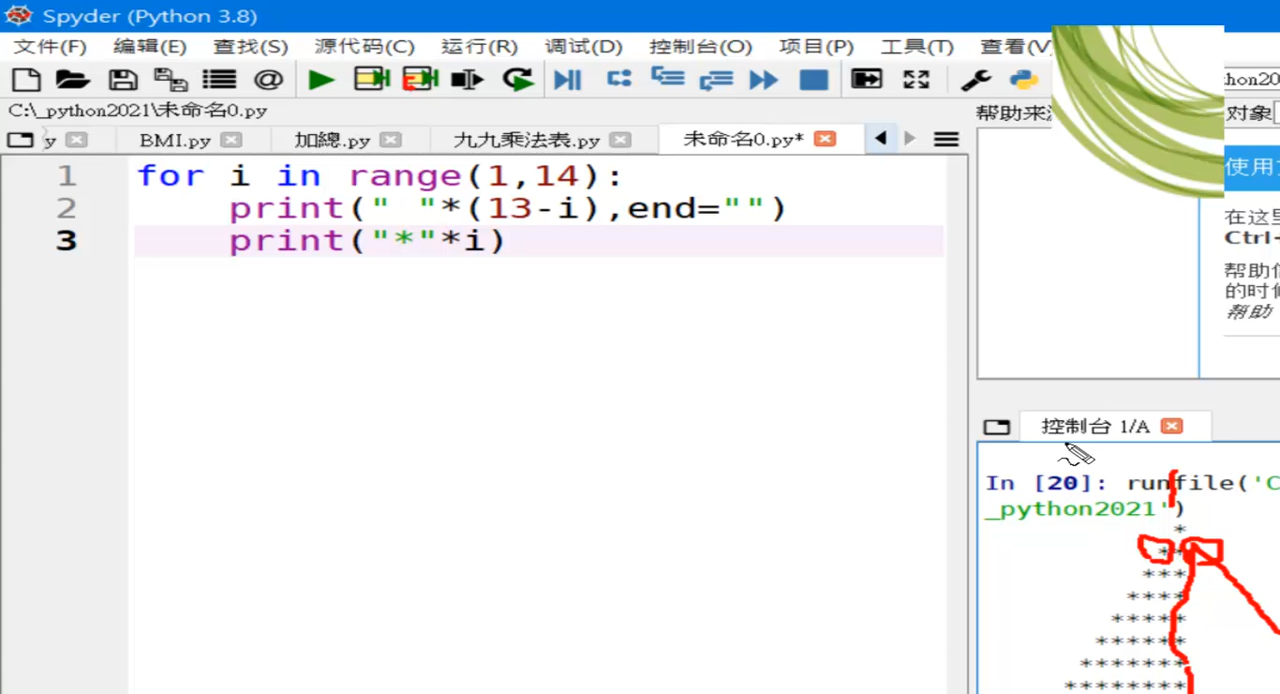 Spyder (Python 3.8)
文件(F) 编辑(E) 查找(S) 源代码(C) 运行(R) 调试(D) 控制台(O) 项目(P) 工具(T) 查看(V
C:\_python2021\未命名0.py
帮助来
对象
hon20
y BMI.py 加總.py 九九乘法表.py 未命名0.py*
1 for i in range(1,14):
2 print(" "*(13-i),end="")
3 print("*"*i)
使用
在这里
Ctrl+
帮助
的时候
帮助
控制台 1/A
In [20]: runfile('C
_python2021')
*
**
***
****
*****
******
*******
********